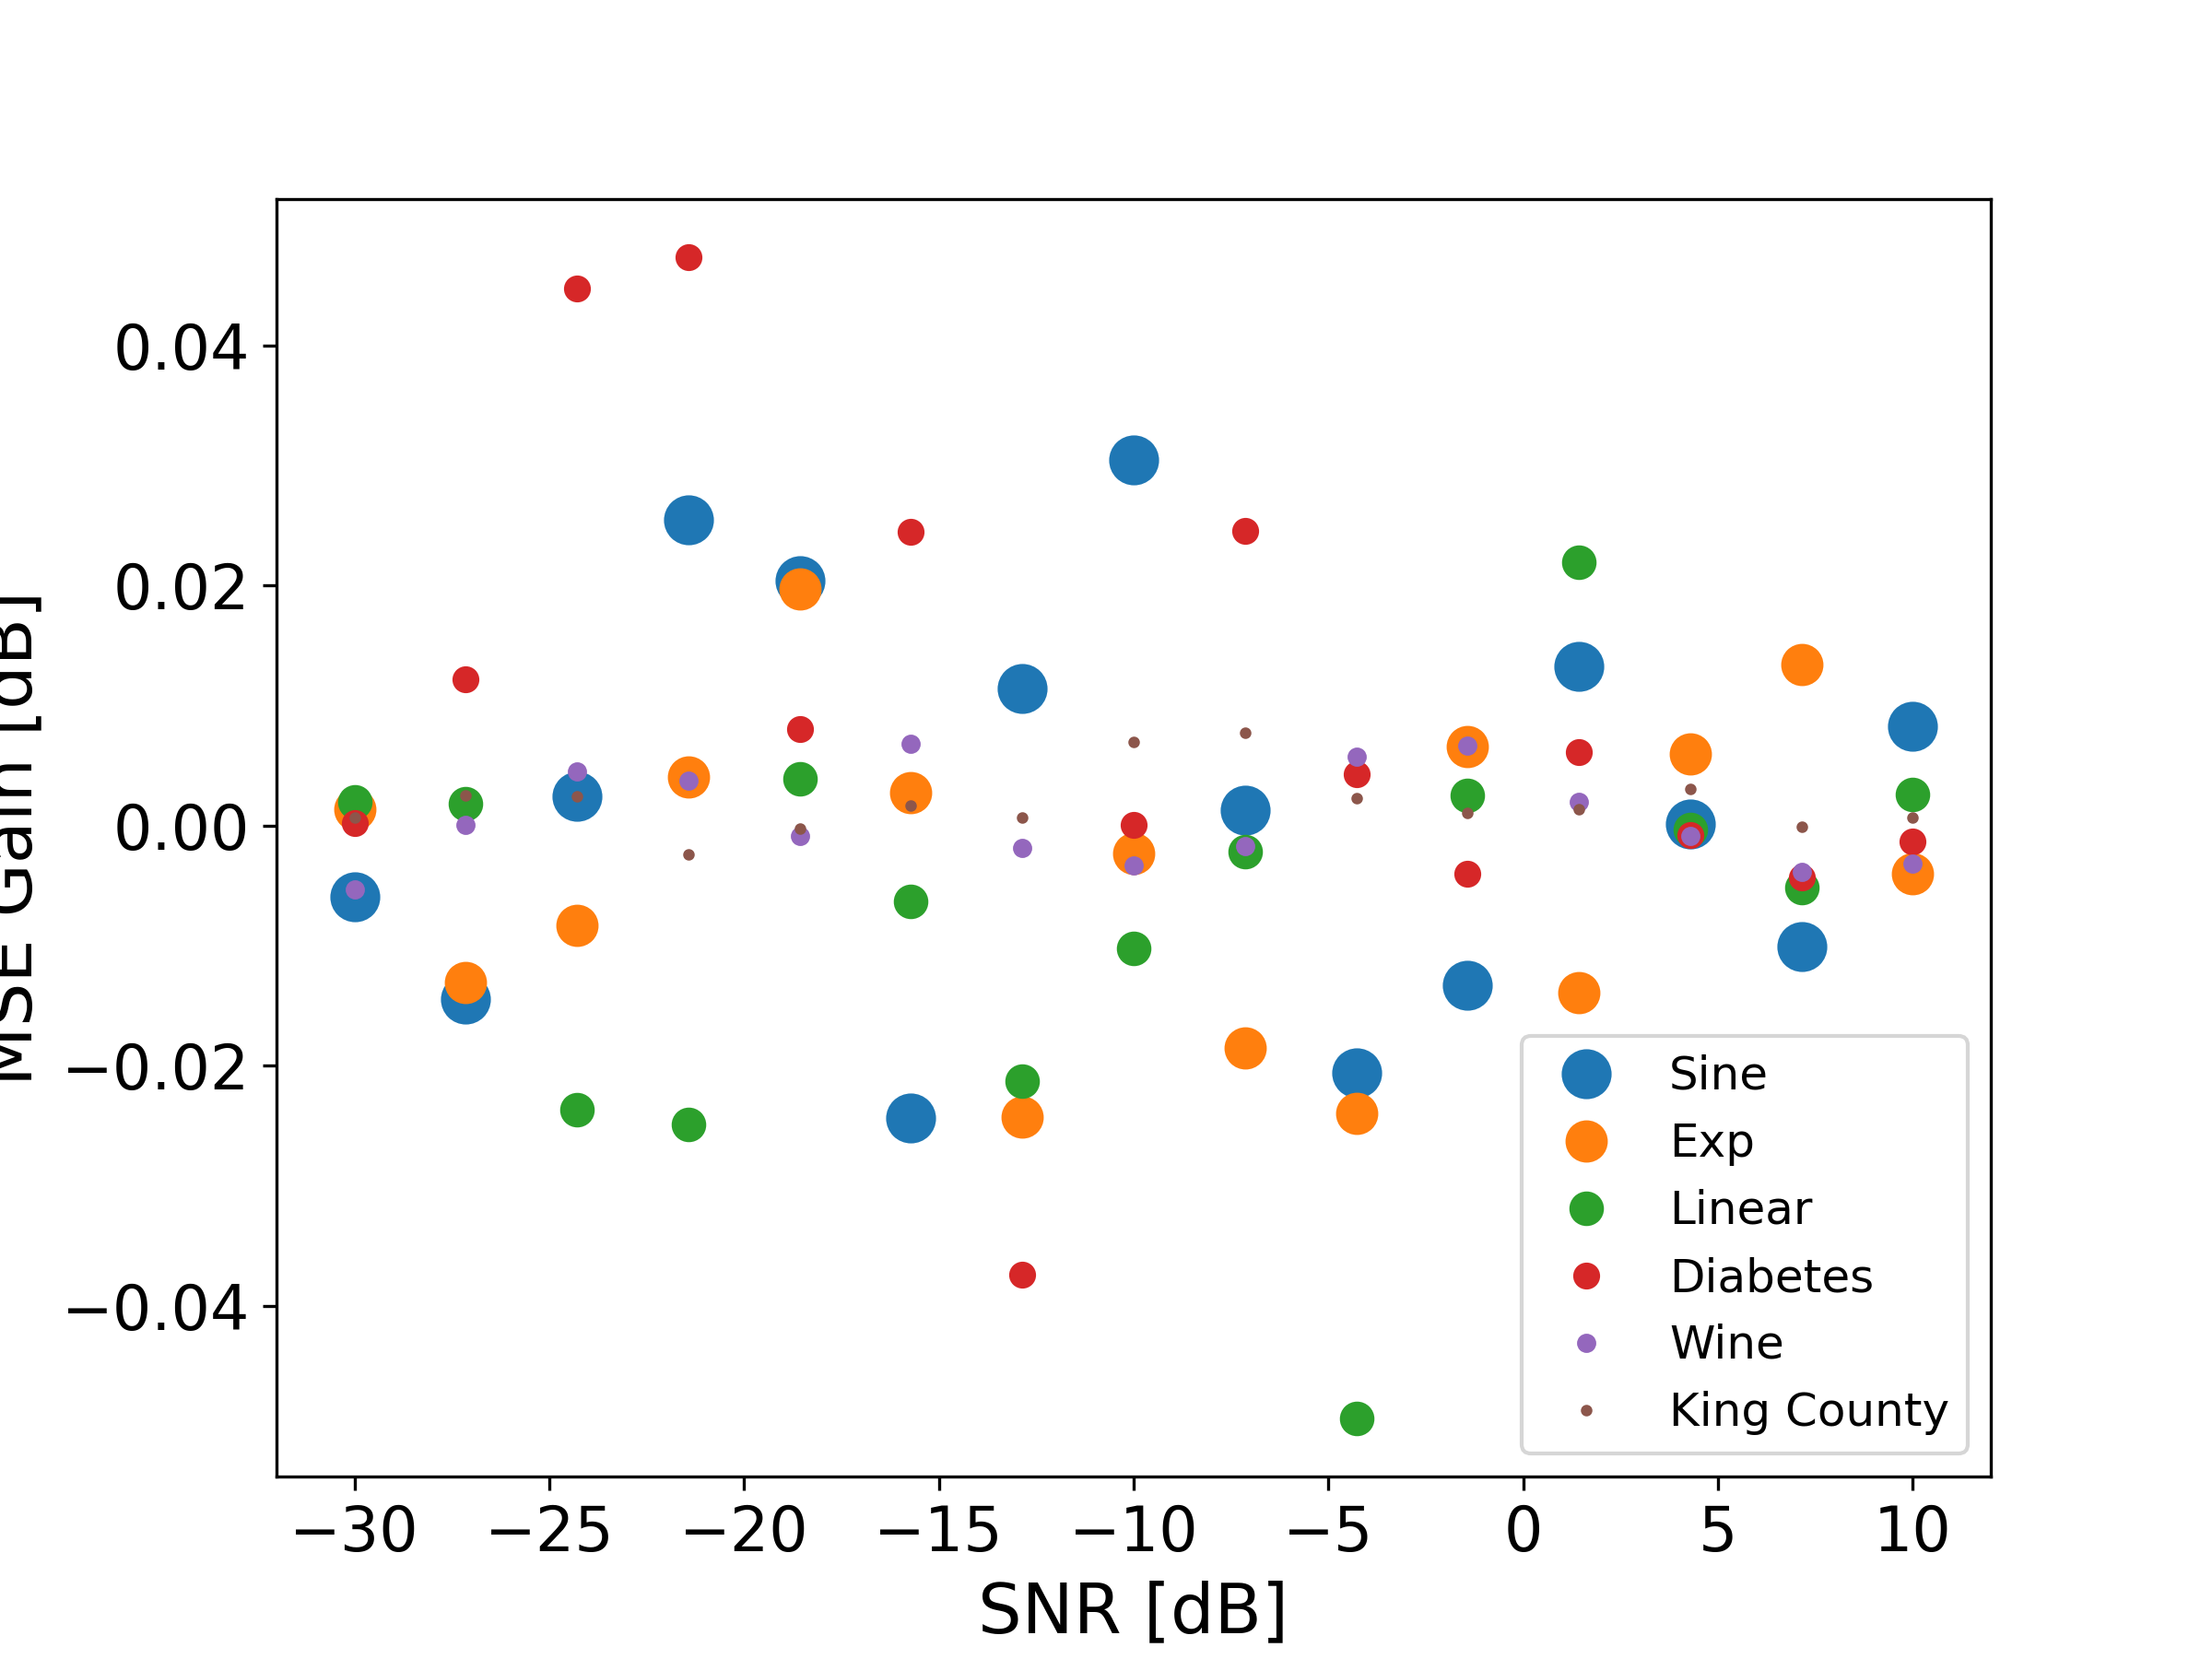 0.04
0.02
0.00
−0.02
−0.04
MSE Gain [dB]
−30 −25 −20 −15 −10 −5 0 5 10
SNR [dB]
Sine
Exp
Linear
Diabetes
Wine
King County